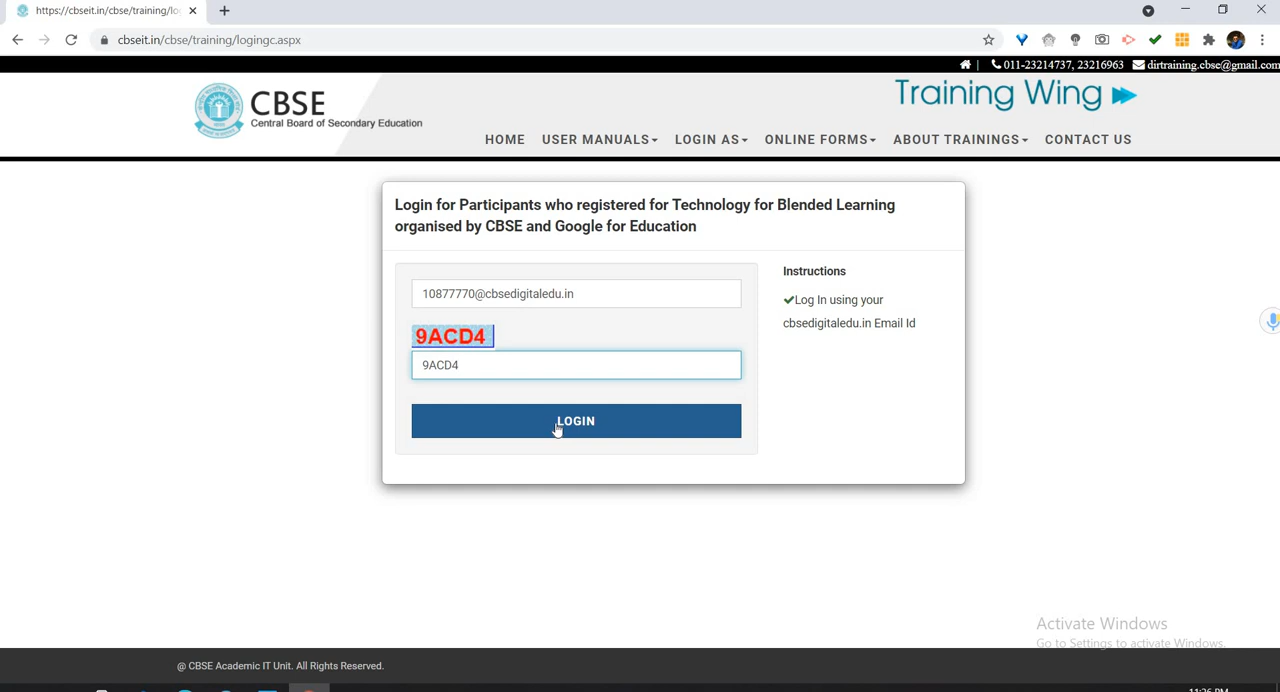 https://cbseit.in/cbse/training/lo
cbseit.in/cbse/training/logingc.aspx
| 011-23214737, 23216963 dirtraining.cbse@gmail.com
CBSE
Central Board of Secondary Education
Training Wing
HOME USER MANUALS LOGIN AS ONLINE FORMS ABOUT TRAININGS CONTACT US
Login for Participants who registered for Technology for Blended Learning
organised by CBSE and Google for Education
10877770@cbsedigitaledu.in
9ACD4
9ACD4
LOGIN
Instructions
Log In using your
cbsedigitaledu.in Email Id
Activate Windows
Go to Settings to activate Windows.
@ CBSE Academic IT Unit. All Rights Reserved.
11:26 PM